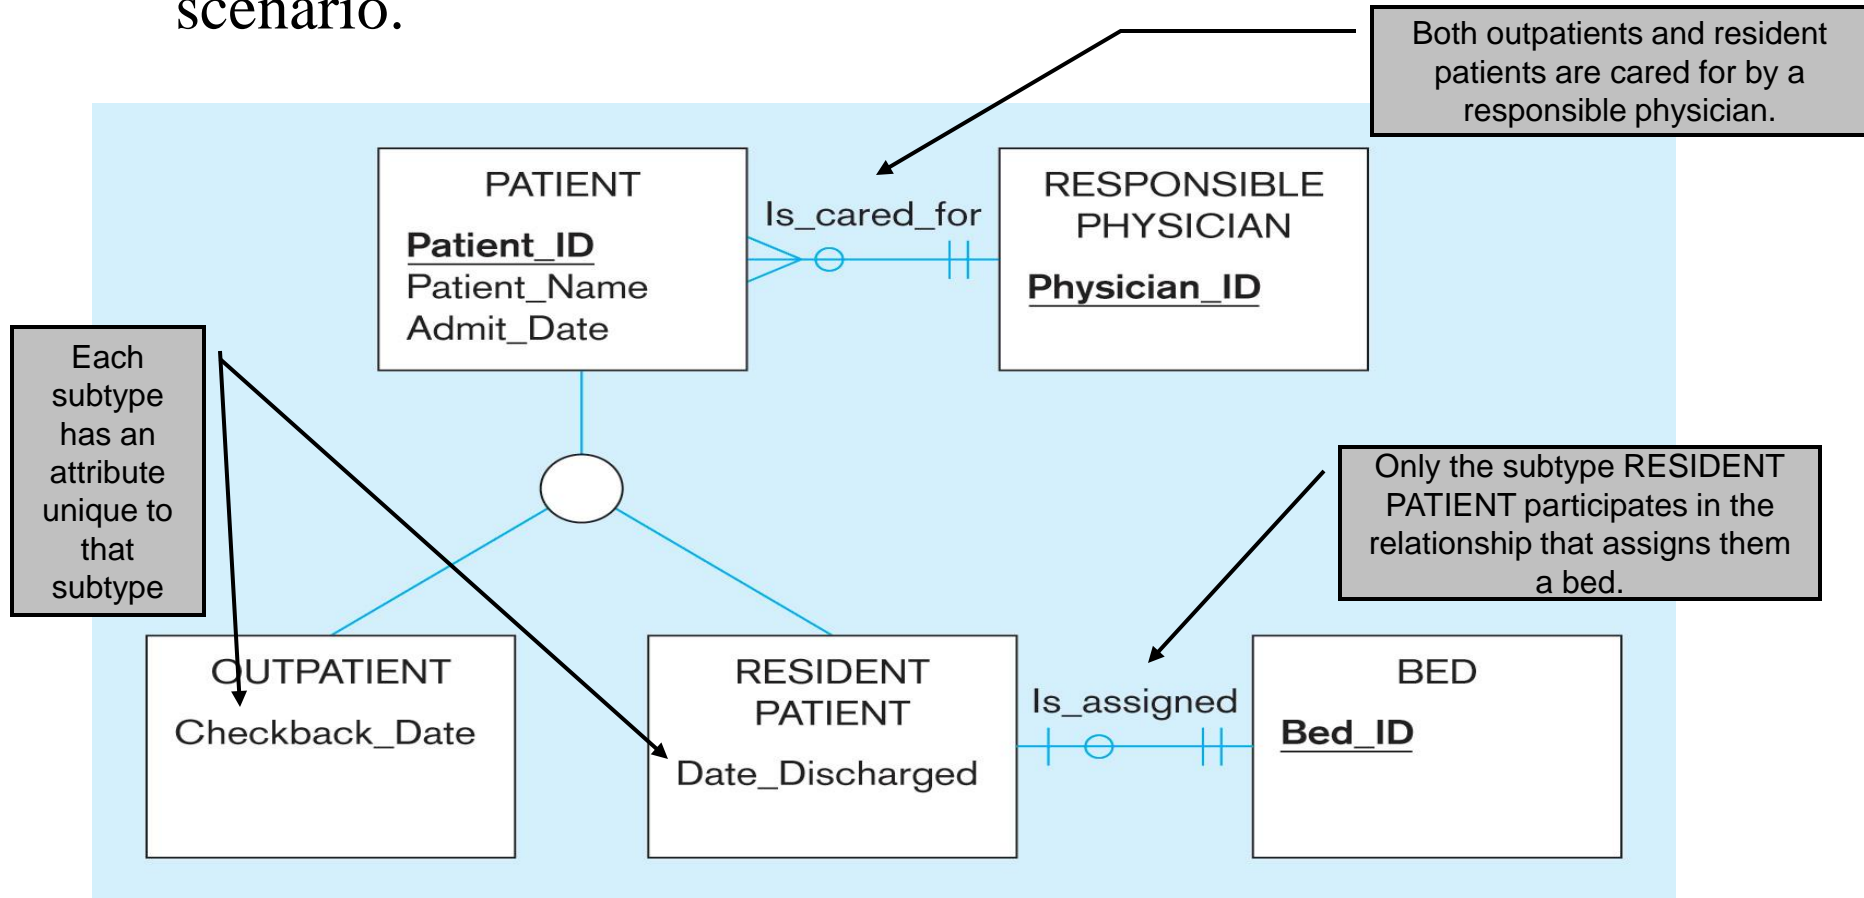 scenario.
Both outpatients and resident
patients are cared for by a
responsible physician.
PATIENT
Patient_ID
Patient_Name
Admit_Date
Is_cared_for
RESPONSIBLE
PHYSICIAN
Physician_ID
Each
subtype
has an
attribute
unique to
that
subtype
Only the subtype RESIDENT
PATIENT participates in the
relationship that assigns them
a bed.
OUTPATIENT
Checkback_Date
RESIDENT
PATIENT
Date_Discharged
Is_assigned
BED
Bed_ID